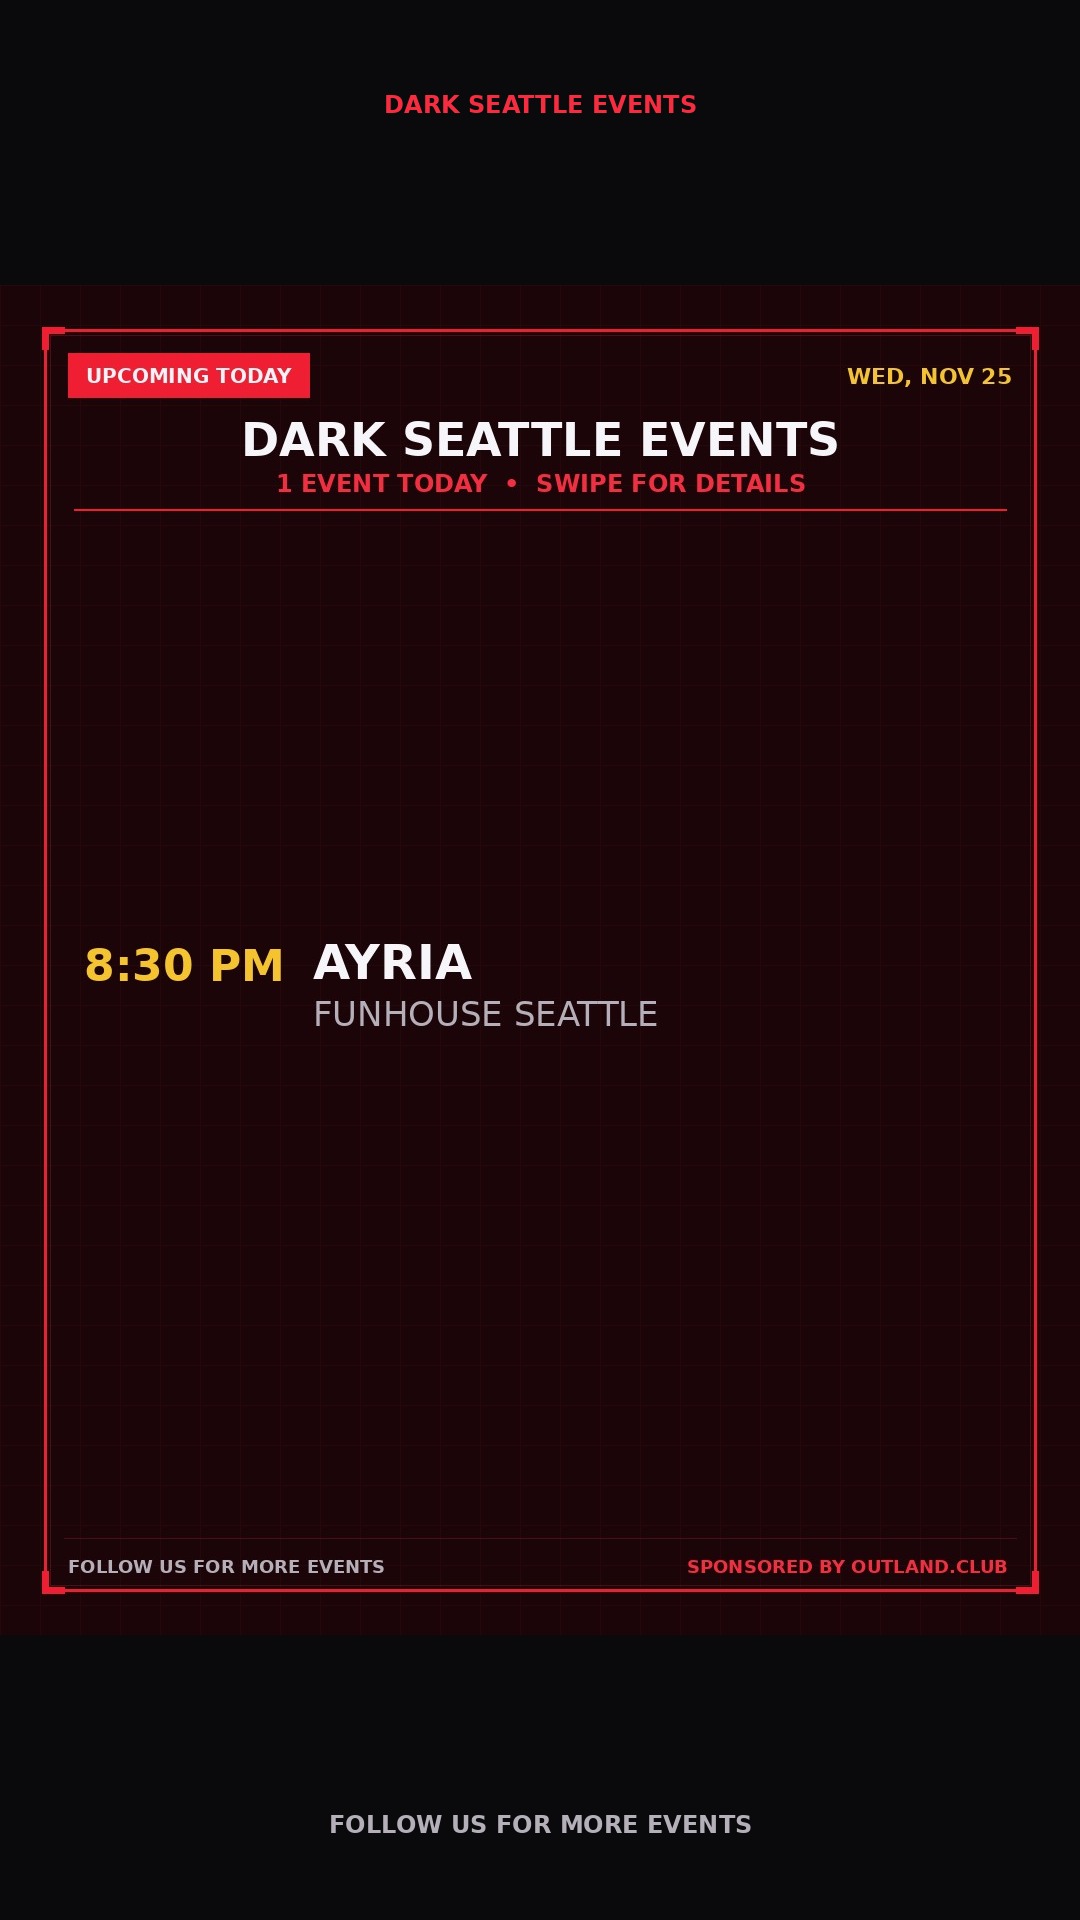 DARK SEATTLE EVENTS
UPCOMING TODAY
WED, NOV 25
DARK SEATTLE EVENTS
1 EVENT TODAY • SWIPE FOR DETAILS
8:30 PM AYRIA
FUNHOUSE SEATTLE
FOLLOW US FOR MORE EVENTS
SPONSORED BY OUTLAND.CLUB
FOLLOW US FOR MORE EVENTS